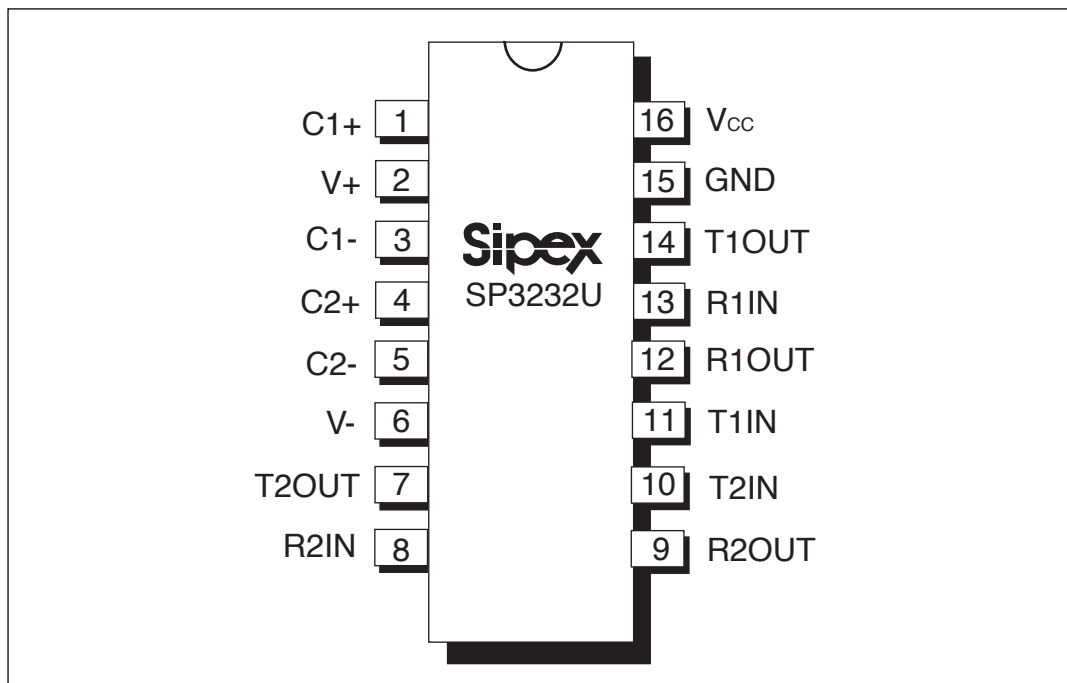 C1+ 1
V+ 2
C1- 3
C2+ 4
C2- 5
V- 6
T2OUT 7
R2IN 8
Sipex
SP3232U
16 VCC
15 GND
14 T1OUT
13 R1IN
12 R1OUT
11 T1IN
10 T2IN
9 R2OUT